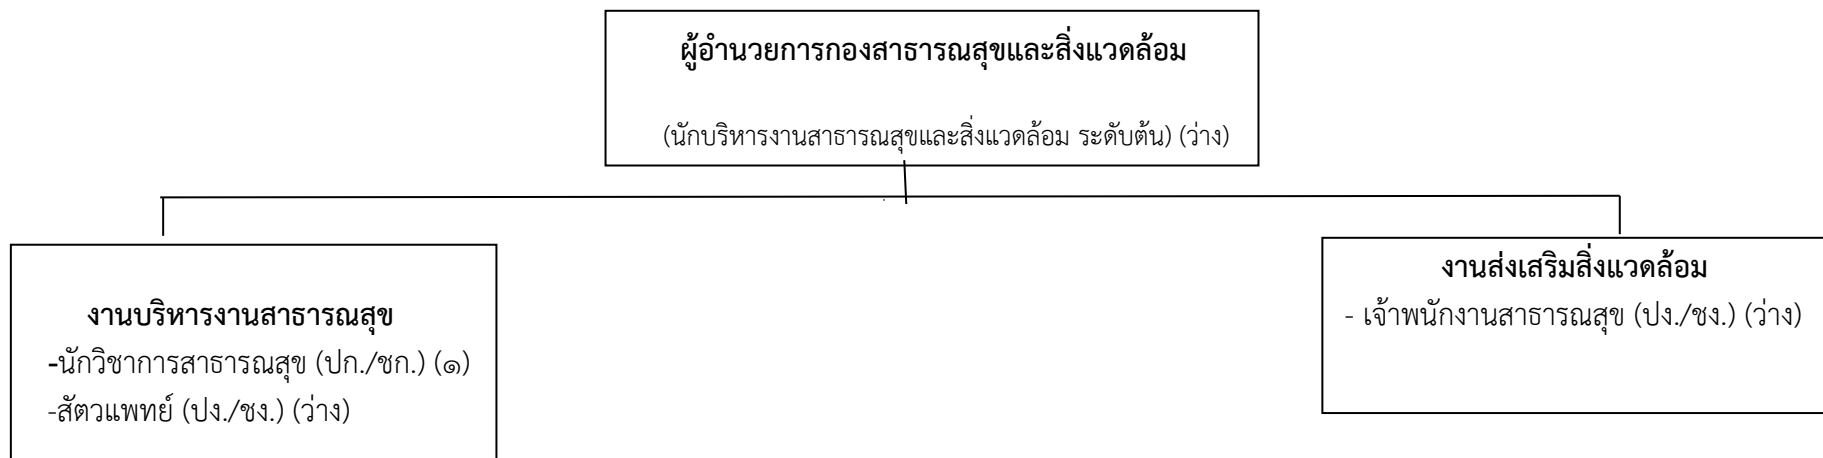 ผู้อำนวยการกองสาธารณสุขและสิ่งแวดล้อม
(นักบริหารงานสาธารณสุขและสิ่งแวดล้อม ระดับต้น) (ว่าง)
งานบริหารงานสาธารณสุข
-นักวิชาการสาธารณสุข (ปก./ชก.) (๑)
-สัตวแพทย์ (ปง./ชง.) (ว่าง)
งานส่งเสริมสิ่งแวดล้อม
- เจ้าพนักงานสาธารณสุข (ปง./ชง.) (ว่าง)